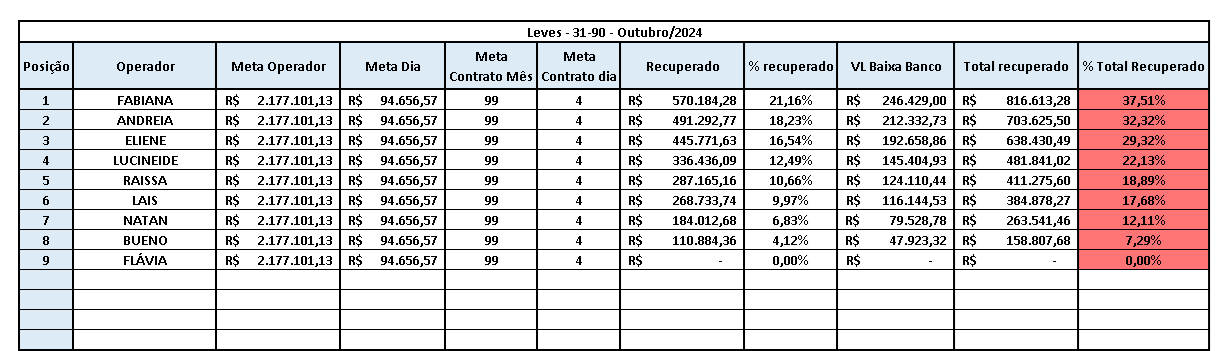 Leves - 31-90 - Outubro/2024
Posição Operador Meta Operador Meta Dia Meta Contrato Mês Meta Contrato dia Recuperado % recuperado VL Baixa Banco Total recuperado % Total Recuperado
1 FABIANA R$ 2.177.101,13 R$ 94.656,57 99 4 R$ 570.184,28 21,16% R$ 246.429,00 R$ 816.613,28 37,51%
2 ANDREIA R$ 2.177.101,13 R$ 94.656,57 99 4 R$ 491.292,77 18,23% R$ 212.332,73 R$ 703.625,50 32,32%
3 ELIENE R$ 2.177.101,13 R$ 94.656,57 99 4 R$ 445.771,63 16,54% R$ 192.658,86 R$ 638.430,49 29,32%
4 LUCINEIDE R$ 2.177.101,13 R$ 94.656,57 99 4 R$ 336.436,09 12,49% R$ 145.404,93 R$ 481.841,02 22,13%
5 RAISSA R$ 2.177.101,13 R$ 94.656,57 99 4 R$ 287.165,16 10,66% R$ 124.110,44 R$ 411.275,60 18,89%
6 LAIS R$ 2.177.101,13 R$ 94.656,57 99 4 R$ 268.733,74 9,97% R$ 116.144,53 R$ 384.878,27 17,68%
7 NATAN R$ 2.177.101,13 R$ 94.656,57 99 4 R$ 184.012,68 6,83% R$ 79.528,78 R$ 263.541,46 12,11%
8 BUENO R$ 2.177.101,13 R$ 94.656,57 99 4 R$ 110.884,36 4,12% R$ 47.923,32 R$ 158.807,68 7,29%
9 FLÁVIA R$ 2.177.101,13 R$ 94.656,57 99 4 R$ - 0,00% R$ - R$ - 0,00%